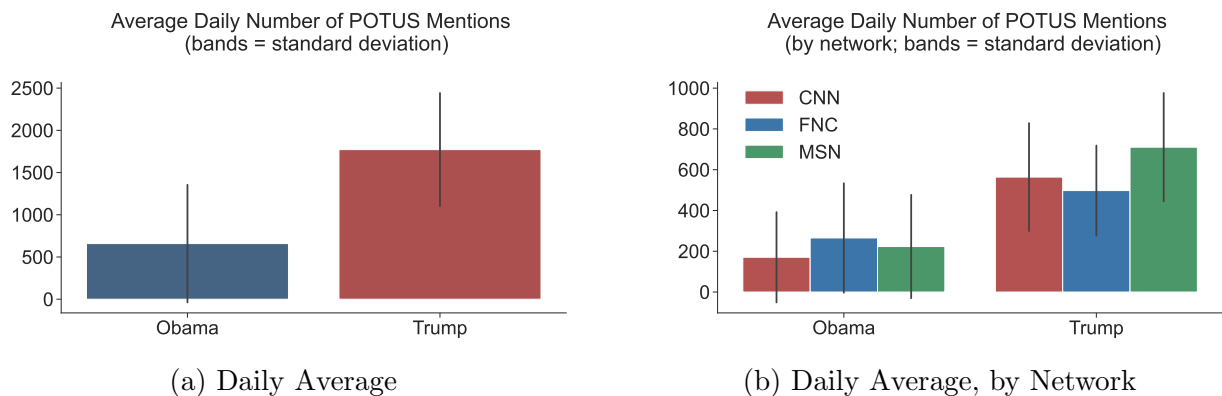 Average Daily Number of POTUS Mentions
(bands = standard deviation)
2500
2000
1500
1000
500
0
Obama
Trump
(a) Daily Average
Average Daily Number of POTUS Mentions
(by network; bands = standard deviation)
1000
800
600
400
200
0
CNN
FNC
MSN
Obama
Trump
(b) Daily Average, by Network